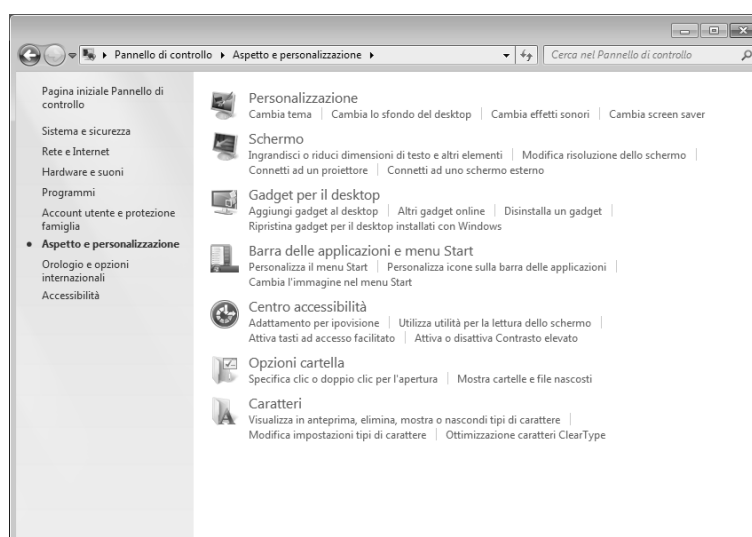 Pannello di controllo Aspetto e personalizzazione
Cerca nel Pannello di controllo
Pagina iniziale Pannello di
controllo
Sistema e sicurezza
Rete e Internet
Hardware e suoni
Programmi
Account utente e protezione
famiglia
Aspetto e personalizzazione
Orologio e opzioni
internazionali
Accessibilità
Personalizzazione
Cambia tema | Cambia lo sfondo del desktop | Cambia effetti sonori | Cambia screen saver
Schermo
Ingrandisci o riduci dimensioni di testo e altri elementi | Modifica risoluzione dello schermo |
Connetti ad un proiettore | Connetti ad uno schermo esterno
Gadget per il desktop
Aggiungi gadget al desktop | Altri gadget online | Disinstalla un gadget |
Ripristina gadget per il desktop installati con Windows
Barra delle applicazioni e menu Start
Personalizza il menu Start | Personalizza icone sulla barra delle applicazioni |
Cambia l'immagine nel menu Start
Centro accessibilità
Adattamento per ipovisione | Utilizza utilità per la lettura dello schermo |
Attiva tasti ad accesso facilitato | Attiva o disattiva Contrasto elevato
Opzioni cartella
Specifica clic o doppio clic per l'apertura | Mostra cartelle e file nascosti
Caratteri
Visualizza in anteprima, elimina, mostra o nascondi tipi di carattere |
Modifica impostazioni tipi di carattere | Ottimizzazione caratteri ClearType